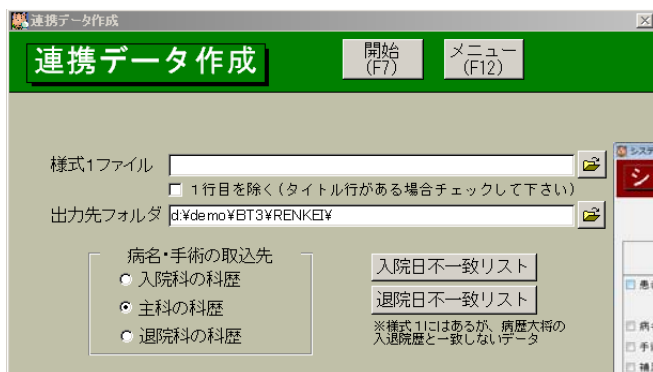 連携データ作成
連携データ作成
開始
(F7)
メニュー
(F12)
様式1ファイル
1行目を除く(タイトル行がある場合チェックして下さい)
出力先フォルダ d:¥demo¥BT3¥RENKEI¥
病名・手術の取込先
入院科の科歴
主科の科歴
退院科の科歴
入院日不一致リスト
退院日不一致リスト
※様式1にはあるが、病歴大将の
入退院歴と一致しないデータ
システ
シ
患
病
手
補